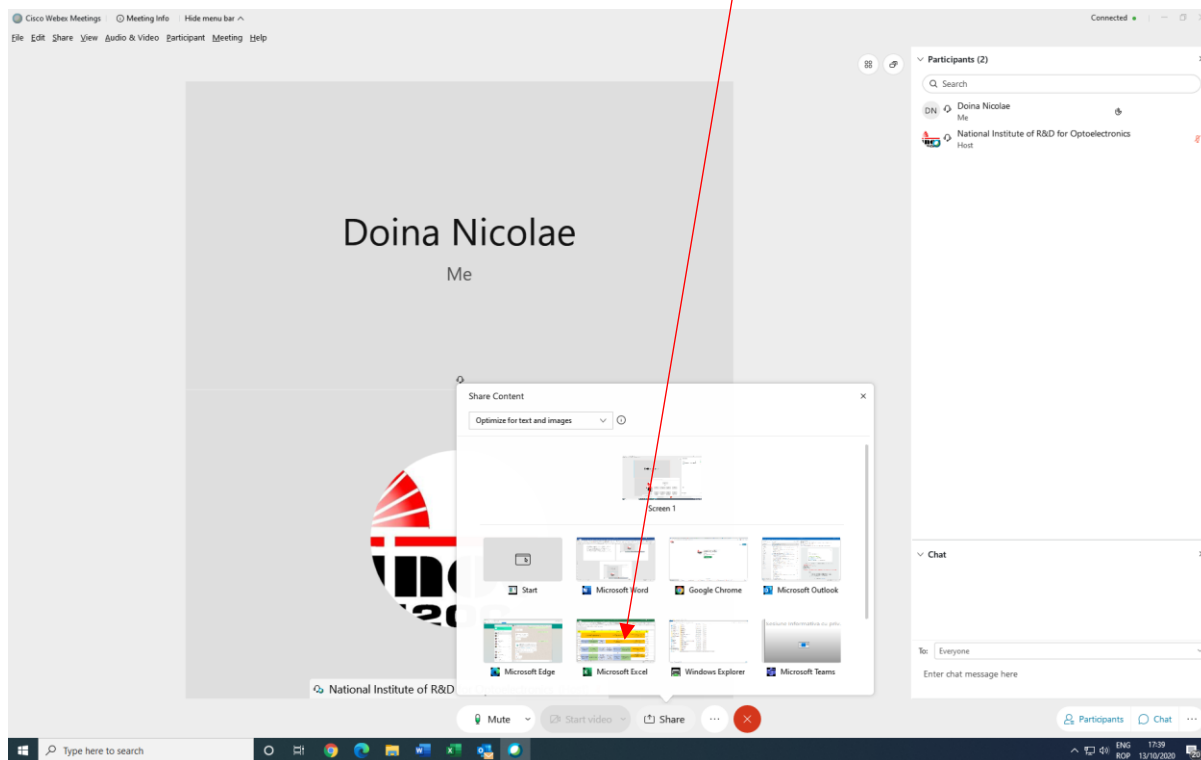 Cisco Webex Meetings Meeting Info Hide menu bar
Connected
File Edit Share View Audio & Video Participant Meeting Help
Participants (2)
Search
DN Doina Nicolae
Me
National Institute of R&D for Optoelectronics
Host
Doina Nicolae
Me
Share Content
Optimize for text and images
Screen 1
Start Microsoft Word Google Chrome Microsoft Outlook
Microsoft Edge Microsoft Excel Windows Explorer Microsoft Teams
National Institute of R&D
Chat
To: Everyone
Enter chat message here
Mute Start video Share
Participants Chat
Type here to search
ENG 17:39
ROP 13/10/2020
20